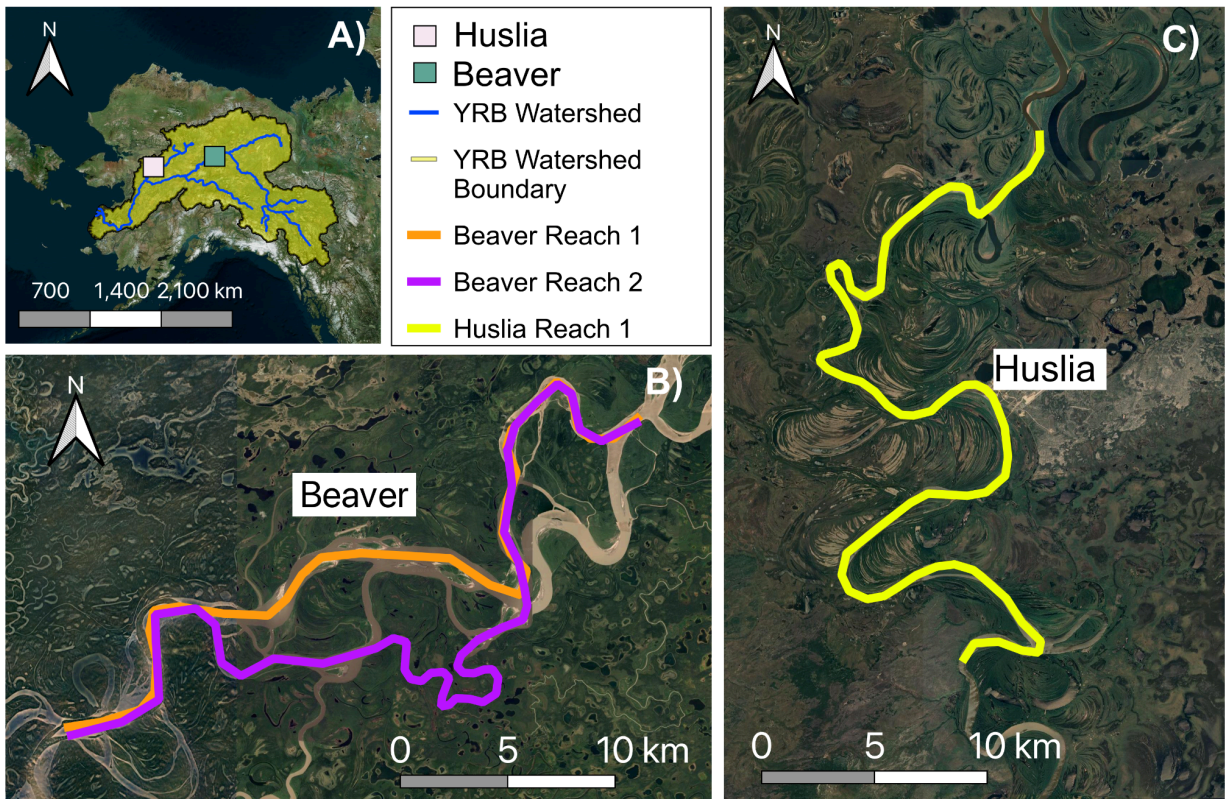 N
A)
700 1,400 2,100 km
Huslia
Beaver
YRB Watershed
YRB Watershed
Boundary
Beaver Reach 1
Beaver Reach 2
Huslia Reach 1
N
B)
Beaver
0 5 10 km
N
C)
Huslia
0 5 10 km